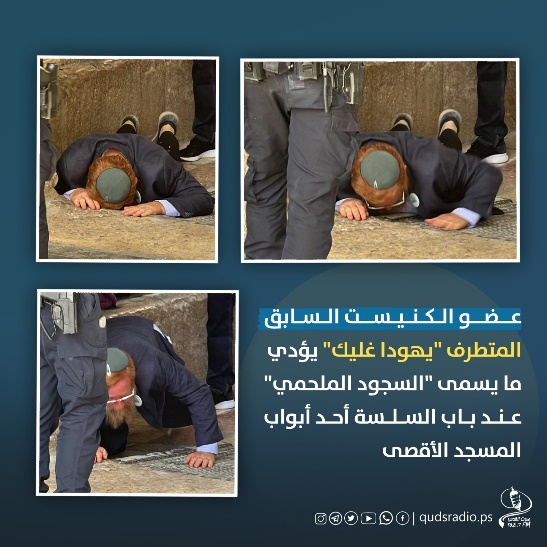 عضو الكنيست السابق
المتطرف "يهودا غليك" يؤدي
ما يسمى "السجود الملحمي"
عند باب السلسة أحد أبواب
المسجد الأقصى
qudsradio.ps